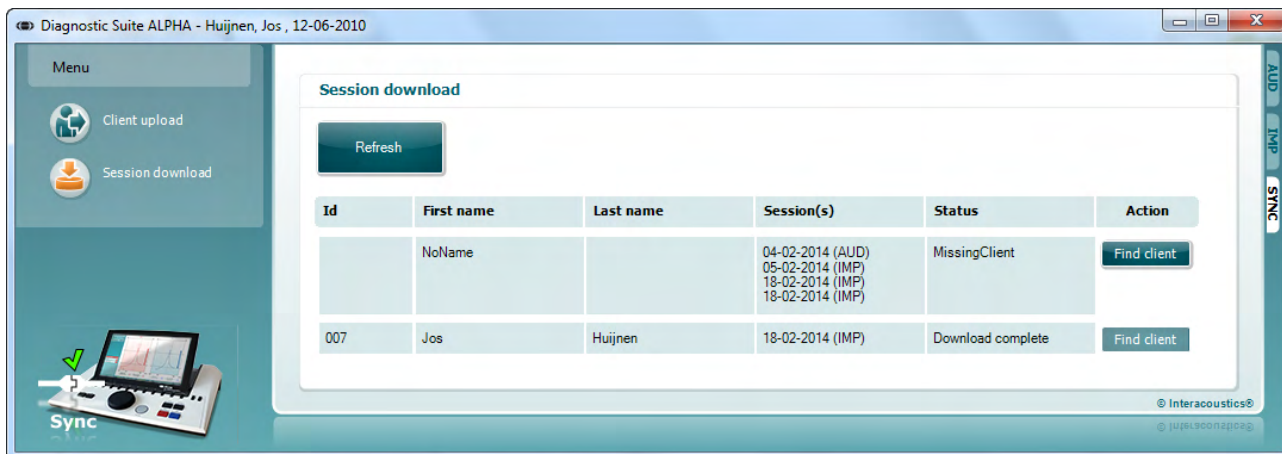 Diagnostic Suite ALPHA - Huijnen, Jos , 12-06-2010
Menu
Client upload
Session download
Sync
Session download
Refresh
Id First name Last name Session(s) Status Action
NoName 04-02-2014 (AUD) MissingClient Find client
05-02-2014 (IMP)
18-02-2014 (IMP)
18-02-2014 (IMP)
007 Jos Huijnen 18-02-2014 (IMP) Download complete Find client
© Interacoustics®
AUD
IMP
SYNC